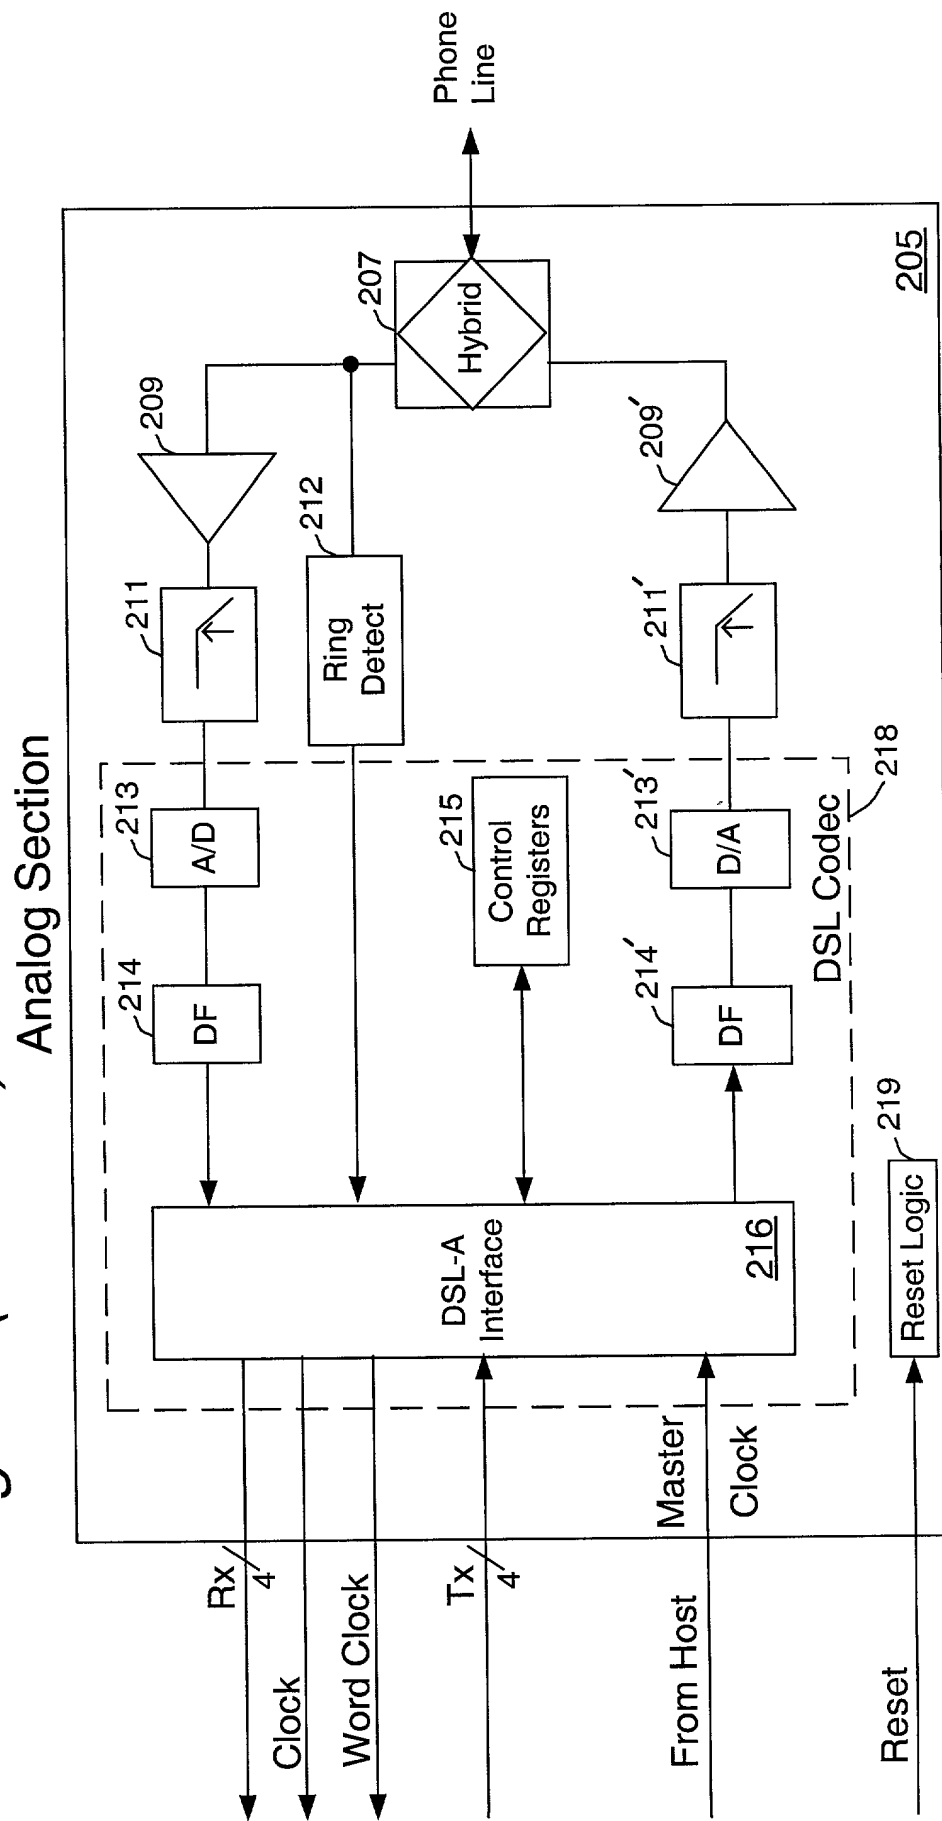 Analog Section
Phone
Line
207
Hybrid
205
209
209′
212
Ring
Detect
211
211′
213
A/D
215
Control
Registers
213′
D/A
218
DSL Codec
214
DF
214′
DF
219
Reset Logic
DSL-A
Interface
216
Master
Clock
Rx
4
Clock
Word Clock
Tx
4
From Host
Reset